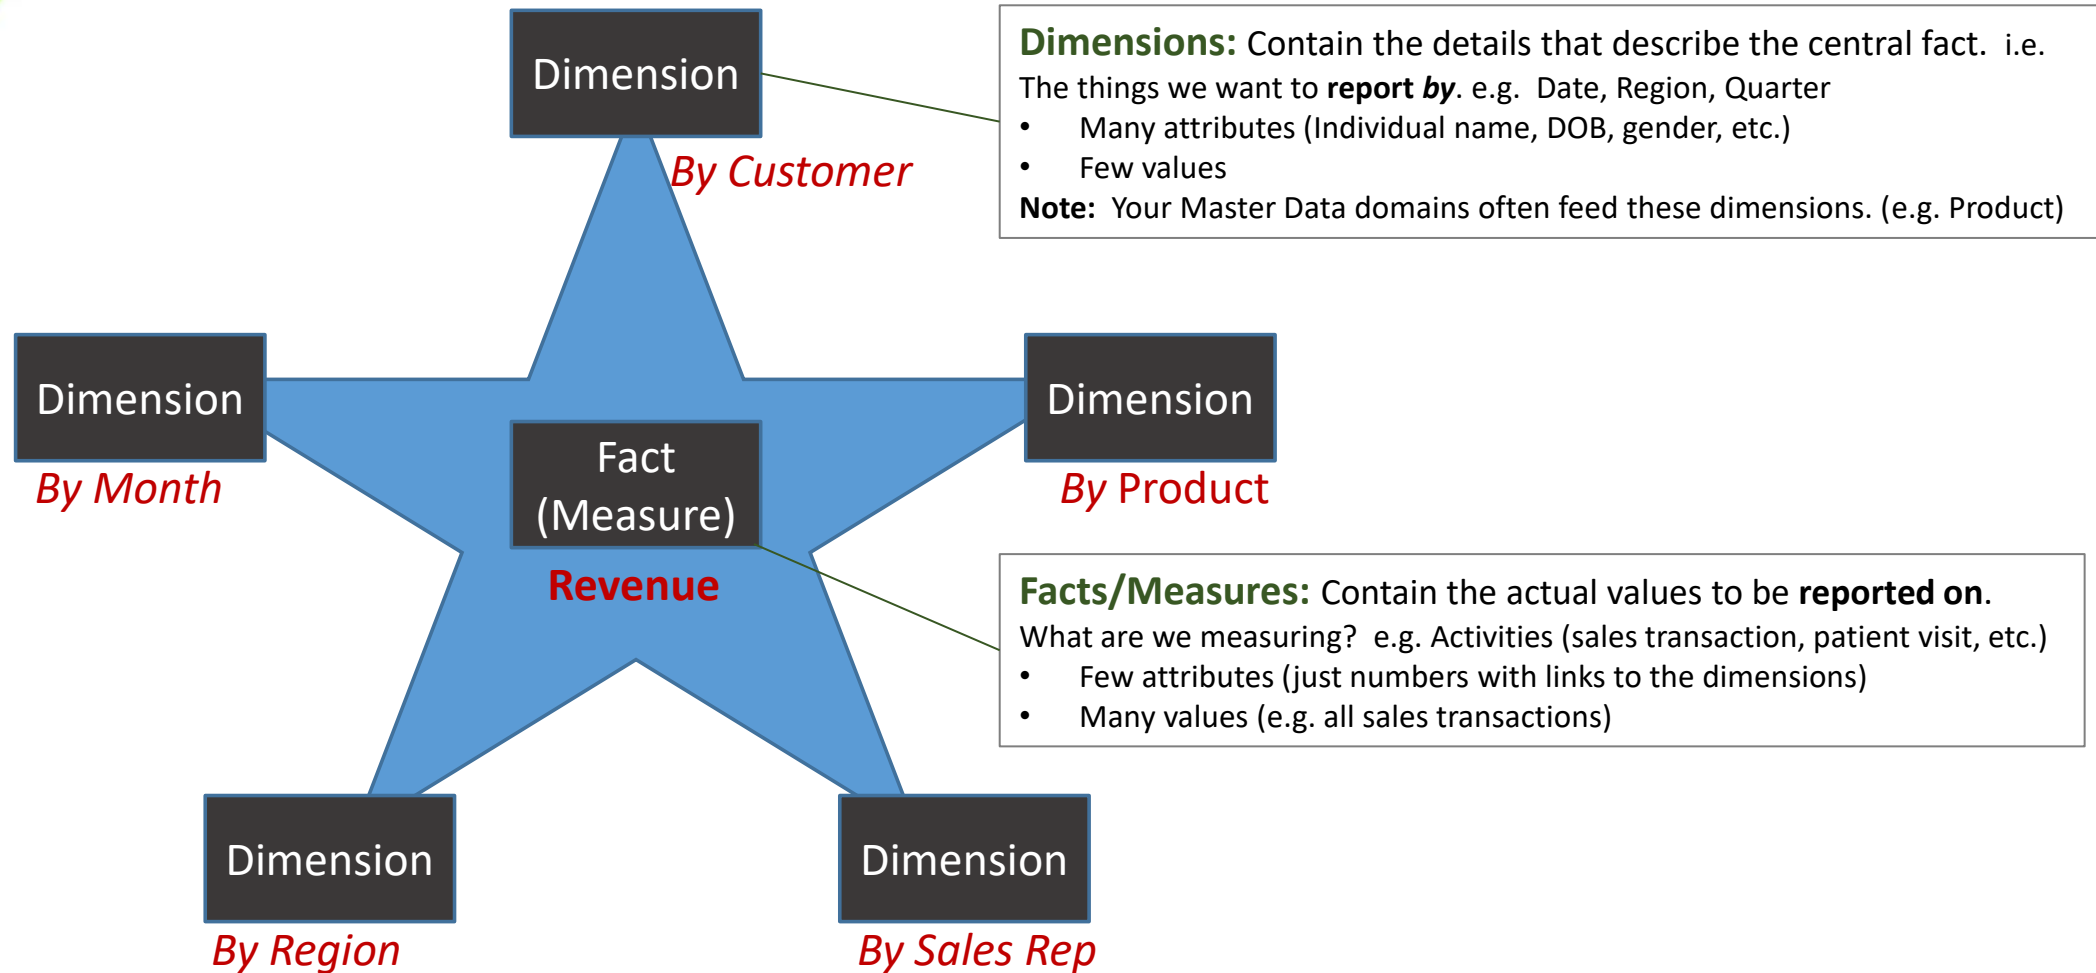 Dimension
By Customer
Dimensions: Contain the details that describe the central fact. i.e.
The things we want to report by. e.g. Date, Region, Quarter
• Many attributes (Individual name, DOB, gender, etc.)
• Few values
Note: Your Master Data domains often feed these dimensions. (e.g. Product)
Dimension
By Month
Fact
(Measure)
Revenue
Dimension
By Product
Facts/Measures: Contain the actual values to be reported on.
What are we measuring? e.g. Activities (sales transaction, patient visit, etc.)
• Few attributes (just numbers with links to the dimensions)
• Many values (e.g. all sales transactions)
Dimension
By Region
Dimension
By Sales Rep